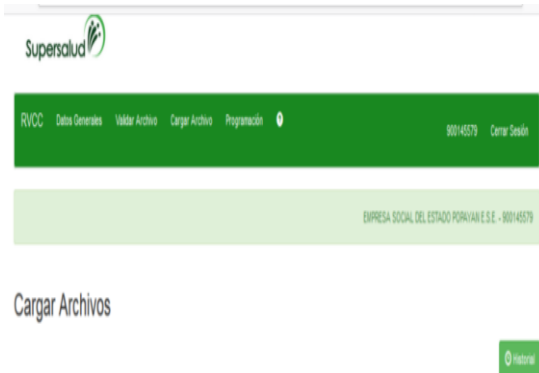 Supersalud
RVCC Datos Generales Validar Archivo Cargar Archivo Programación ? 900145579 Cerrar Sesión
EMPRESA SOCIAL DEL ESTADO POPAYAN E.S.E. - 900145579
Cargar Archivos
Historial